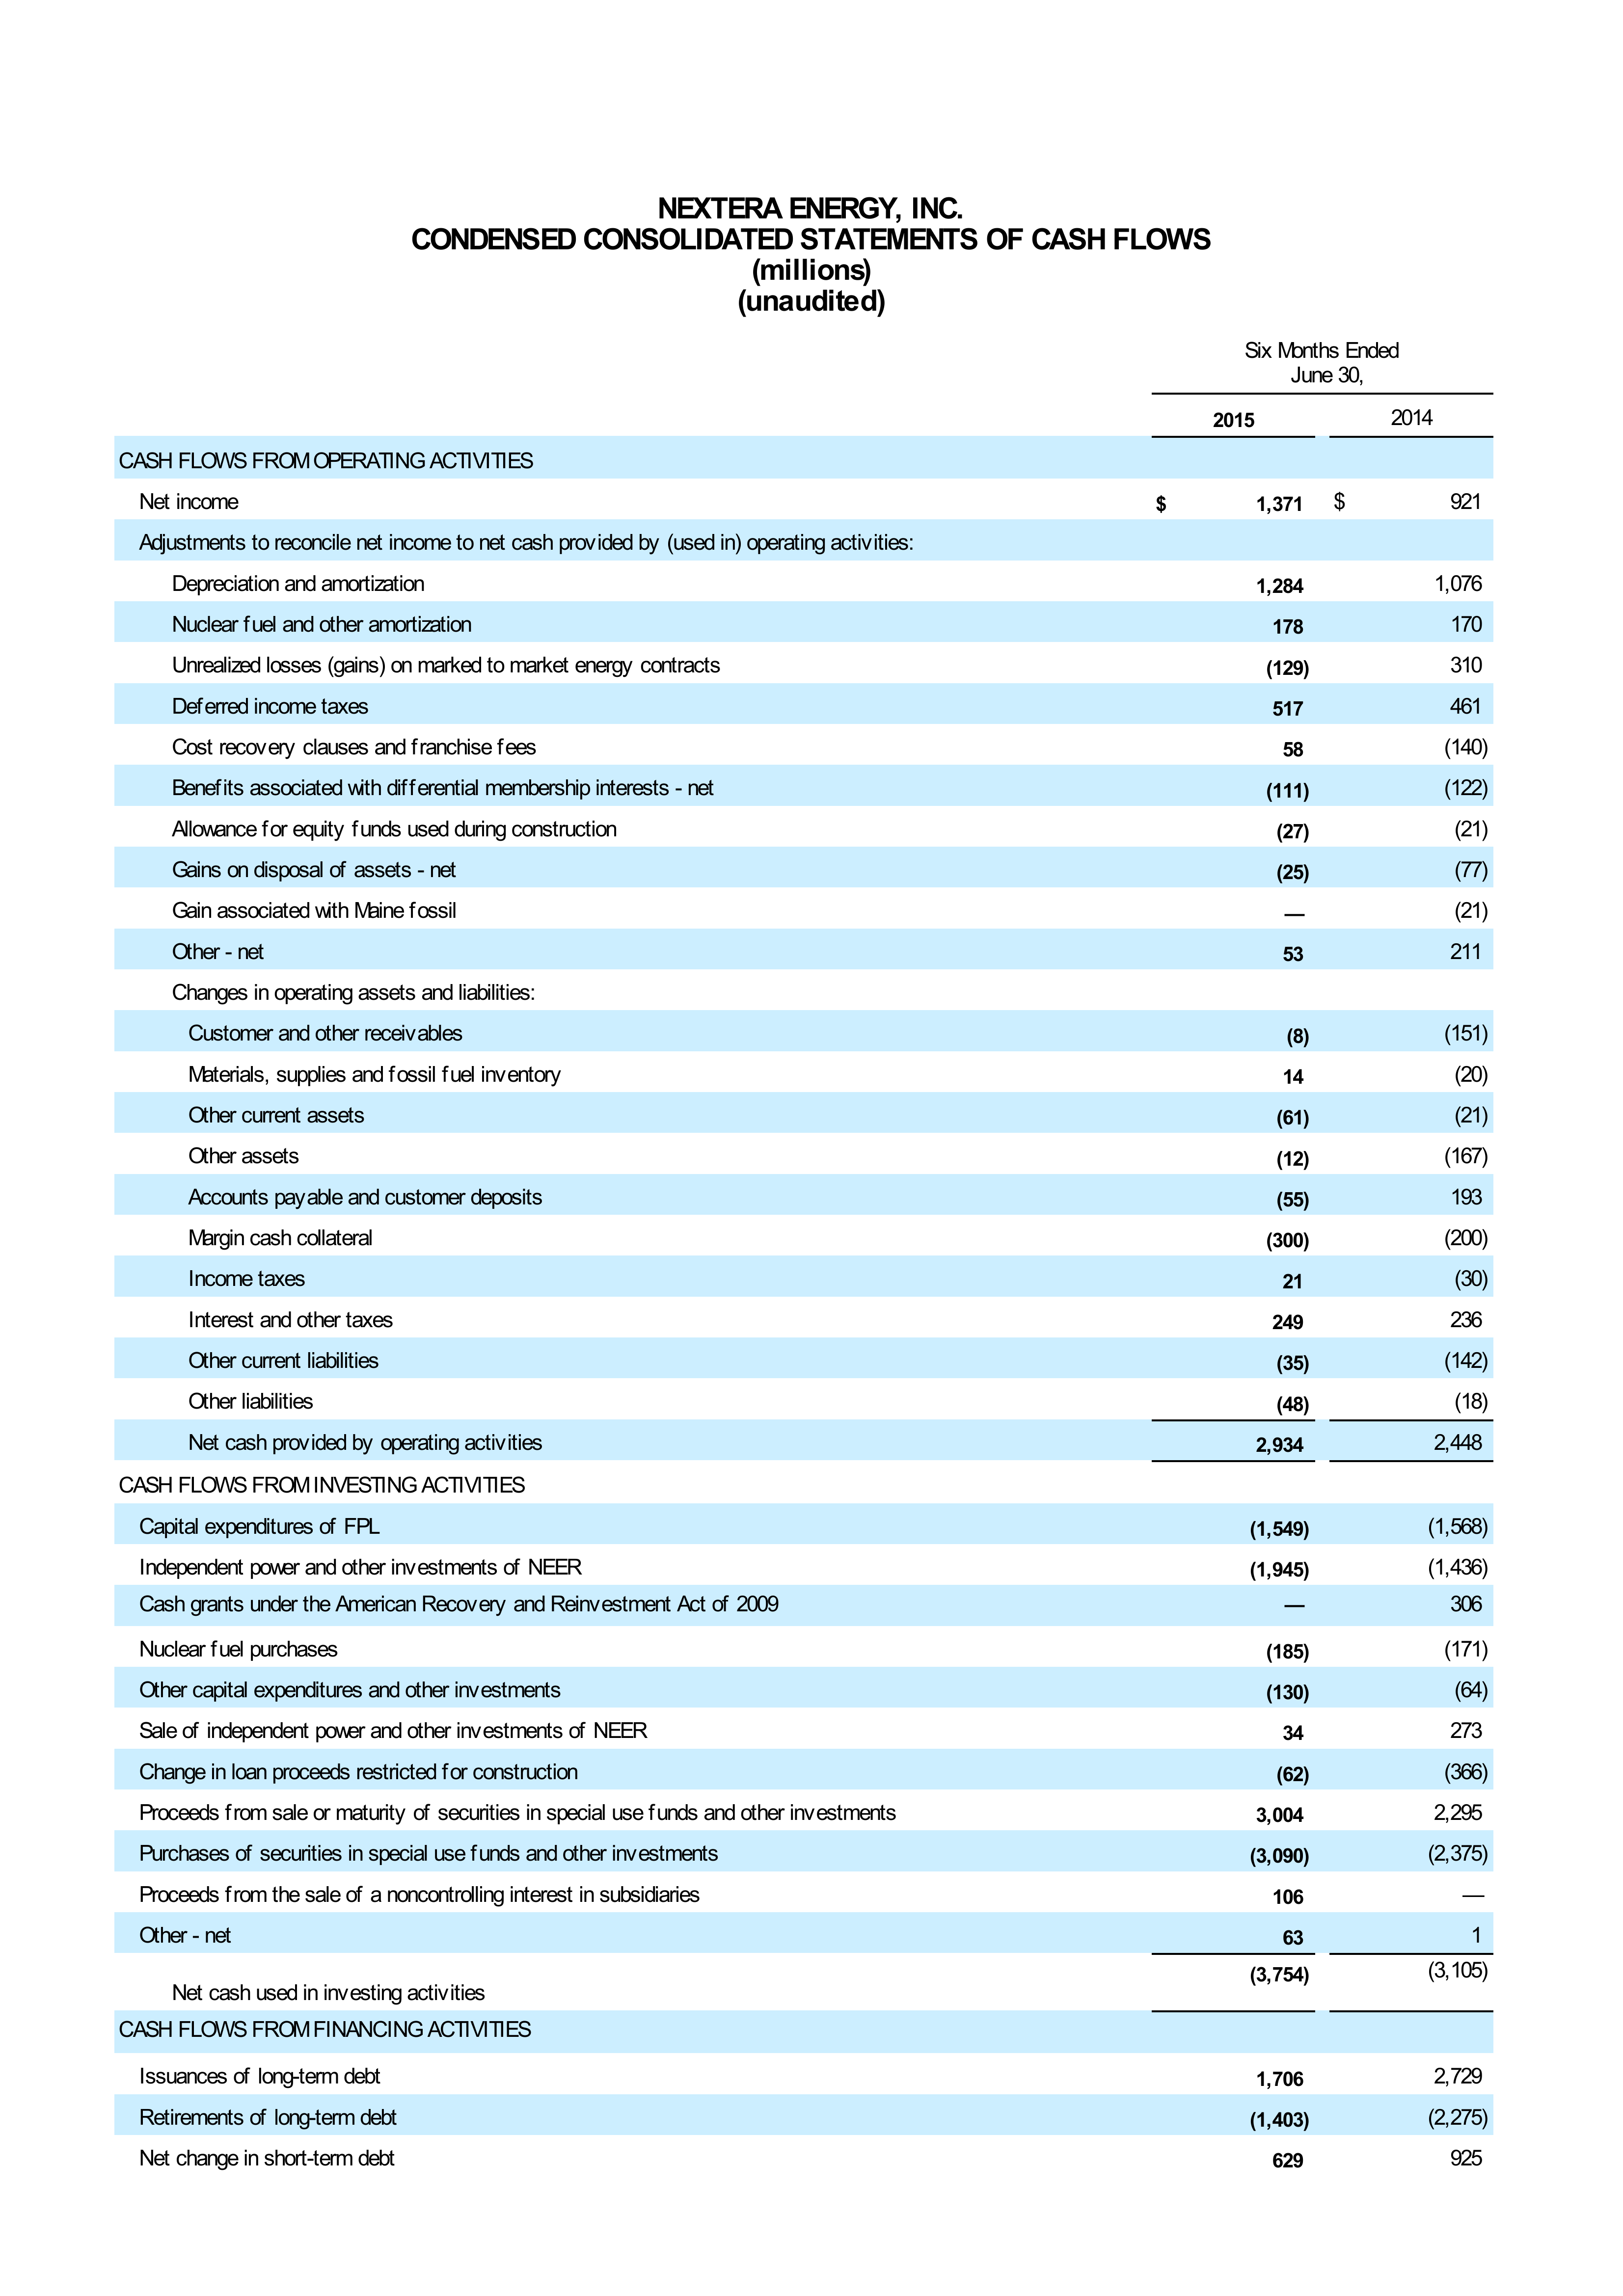 NEXTERA ENERGY, INC.
CONDENSED CONSOLIDATED STATEMENTS OF CASH FLOWS
(millions)
(unaudited)
Six Months Ended
June 30,
2015 2014
CASH FLOWS FROM OPERATING ACTIVITIES
Net income $ 1,371 $ 921
Adjustments to reconcile net income to net cash provided by (used in) operating activities:
Depreciation and amortization 1,284 1,076
Nuclear fuel and other amortization 178 170
Unrealized losses (gains) on marked to market energy contracts (129) 310
Deferred income taxes 517 461
Cost recovery clauses and franchise fees 58 (140)
Benefits associated with differential membership interests - net (111) (122)
Allowance for equity funds used during construction (27) (21)
Gains on disposal of assets - net (25) (77)
Gain associated with Maine fossil — (21)
Other - net 53 211
Changes in operating assets and liabilities:
Customer and other receivables (8) (151)
Materials, supplies and fossil fuel inventory 14 (20)
Other current assets (61) (21)
Other assets (12) (167)
Accounts payable and customer deposits (55) 193
Margin cash collateral (300) (200)
Income taxes 21 (30)
Interest and other taxes 249 236
Other current liabilities (35) (142)
Other liabilities (48) (18)
Net cash provided by operating activities 2,934 2,448
CASH FLOWS FROM INVESTING ACTIVITIES
Capital expenditures of FPL (1,549) (1,568)
Independent power and other investments of NEER (1,945) (1,436)
Cash grants under the American Recovery and Reinvestment Act of 2009 — 306
Nuclear fuel purchases (185) (171)
Other capital expenditures and other investments (130) (64)
Sale of independent power and other investments of NEER 34 273
Change in loan proceeds restricted for construction (62) (366)
Proceeds from sale or maturity of securities in special use funds and other investments 3,004 2,295
Purchases of securities in special use funds and other investments (3,090) (2,375)
Proceeds from the sale of a noncontrolling interest in subsidiaries 106 —
Other - net 63 1
Net cash used in investing activities (3,754) (3,105)
CASH FLOWS FROM FINANCING ACTIVITIES
Issuances of long-term debt 1,706 2,729
Retirements of long-term debt (1,403) (2,275)
Net change in short-term debt 629 925